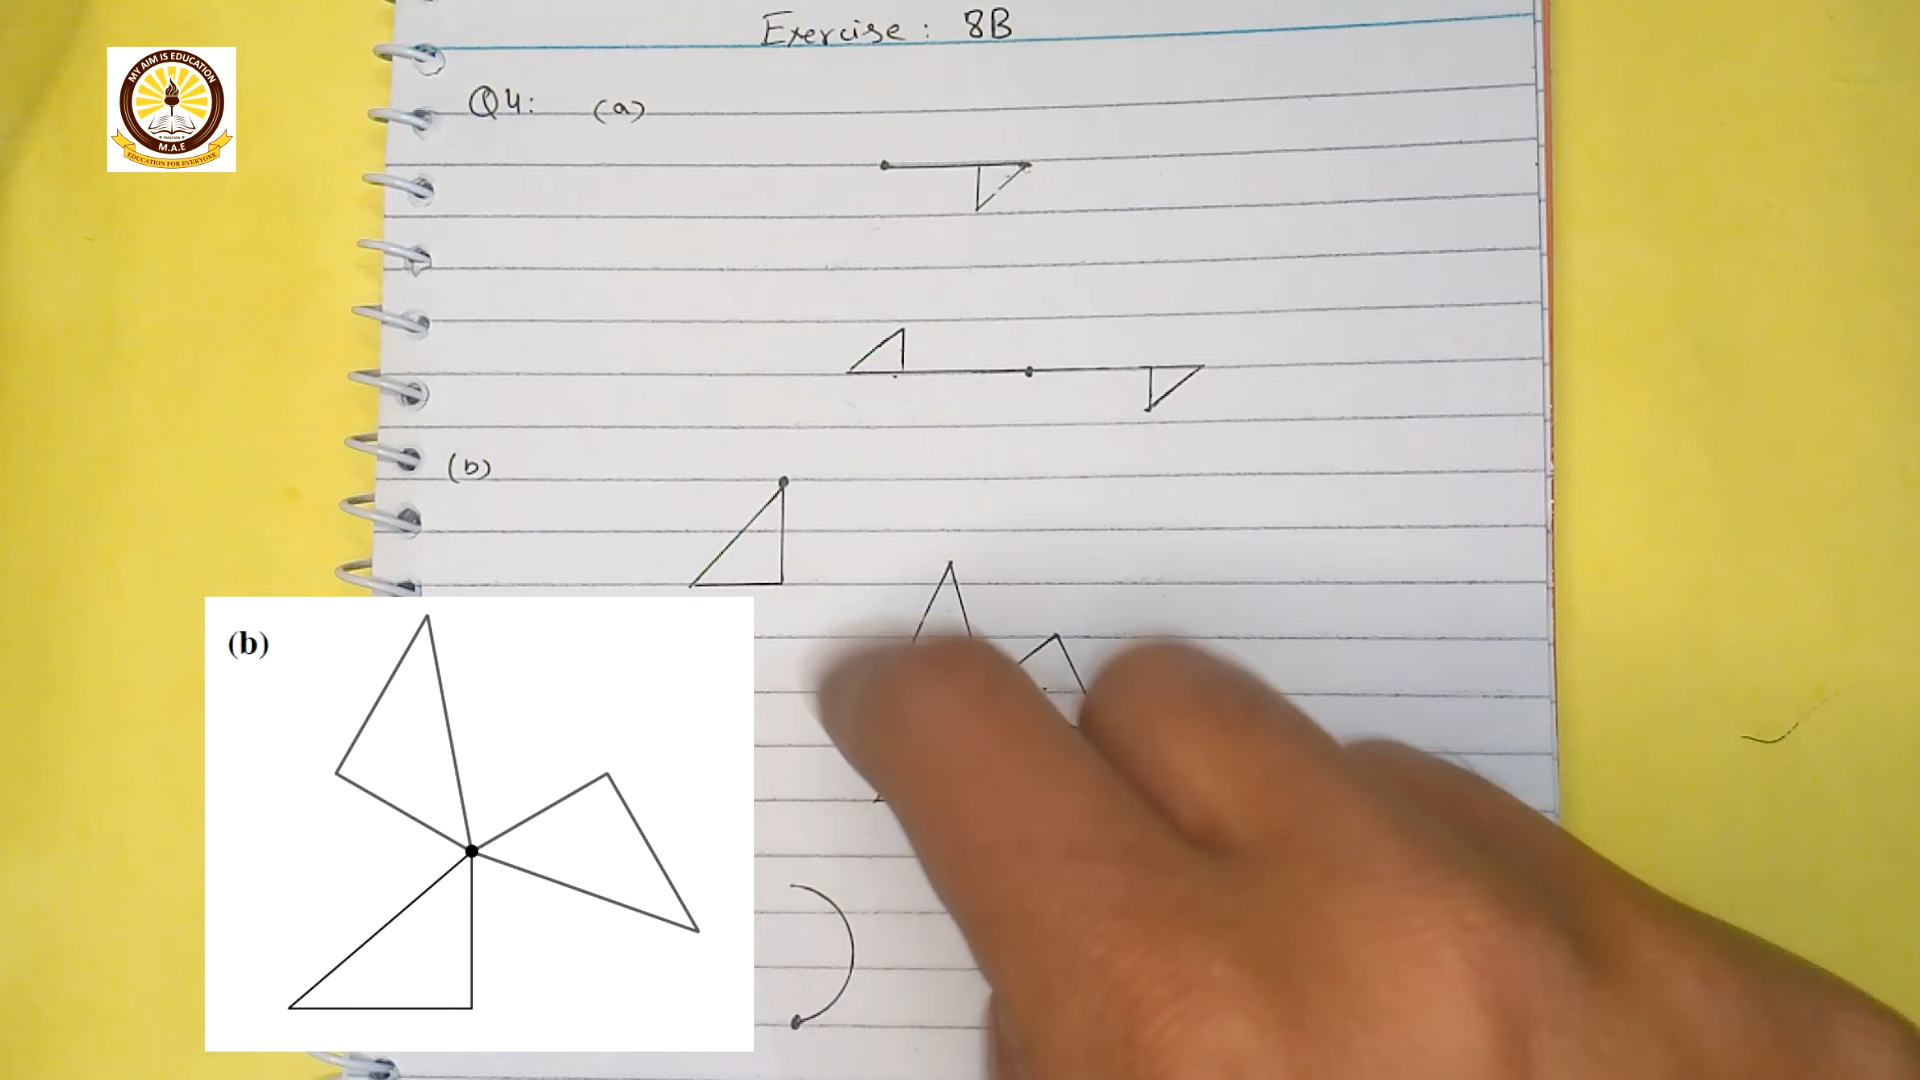 Exercise : 8B
MY AIM IS EDUCATION
M.A.E
EDUCATION FOR EVERYONE
Q4: (a)
(b)
(b)